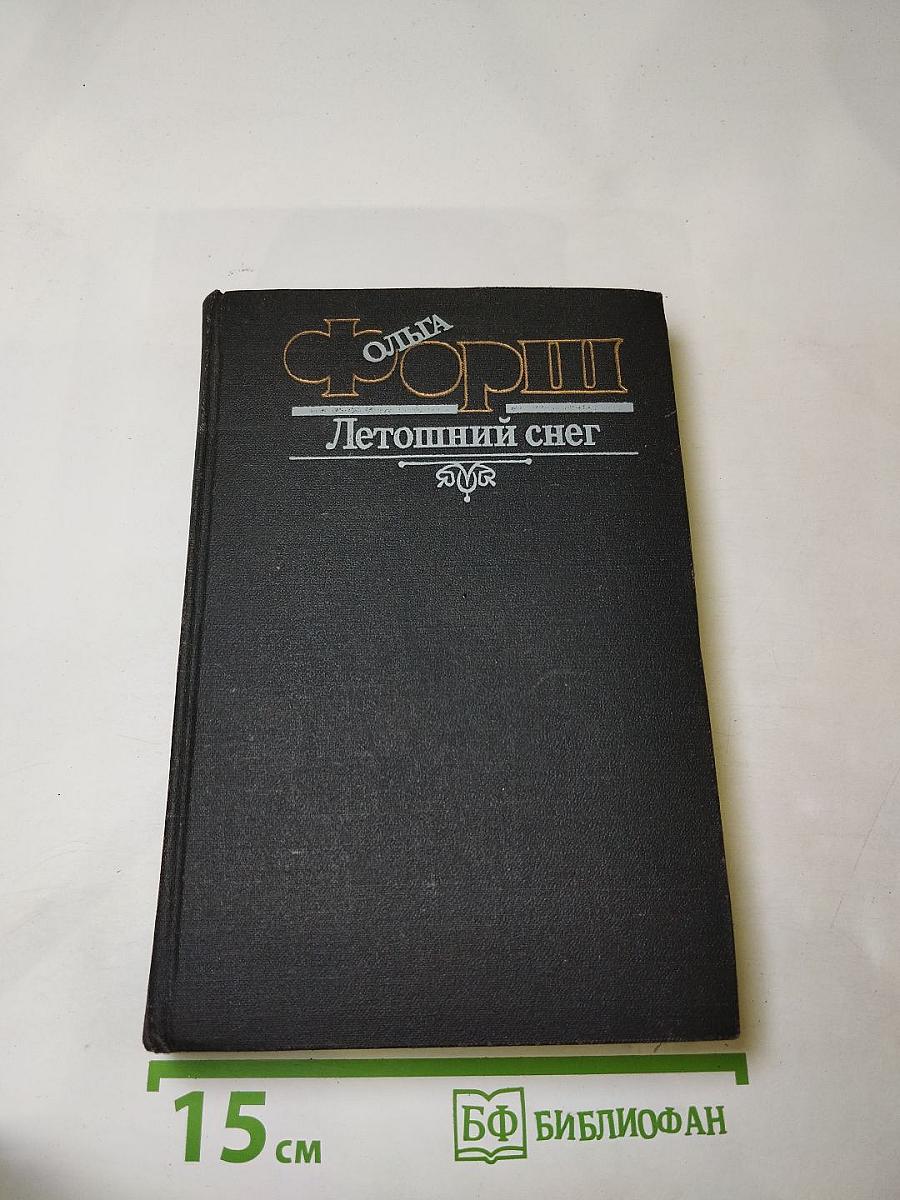 Ольга
Форш
Летошний снег
15 см
БФ БИБЛИОФАН